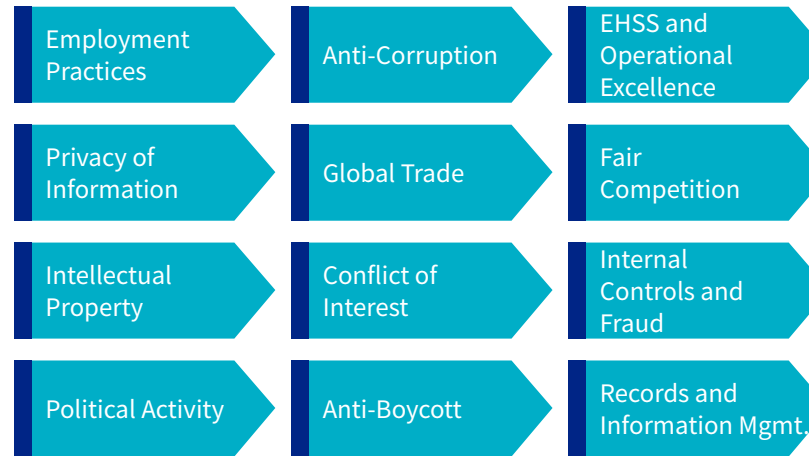 Employment
Practices
Anti-Corruption
EHSS and
Operational
Excellence
Privacy of
Information
Global Trade
Fair
Competition
Intellectual
Property
Conflict of
Interest
Internal
Controls and
Fraud
Political Activity
Anti-Boycott
Records and
Information Mgmt.